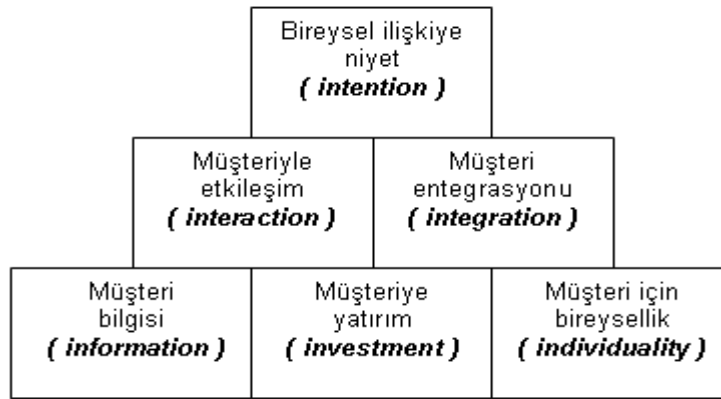 Bireysel ilişkiye
niyet
( intention )
Müşteriyle
etkileşim
( interaction )
Müşteri
entegrasyonu
( integration )
Müşteri
bilgisi
( information )
Müşteriye
yatırım
( investment )
Müşteri için
bireysellik
( individuality )